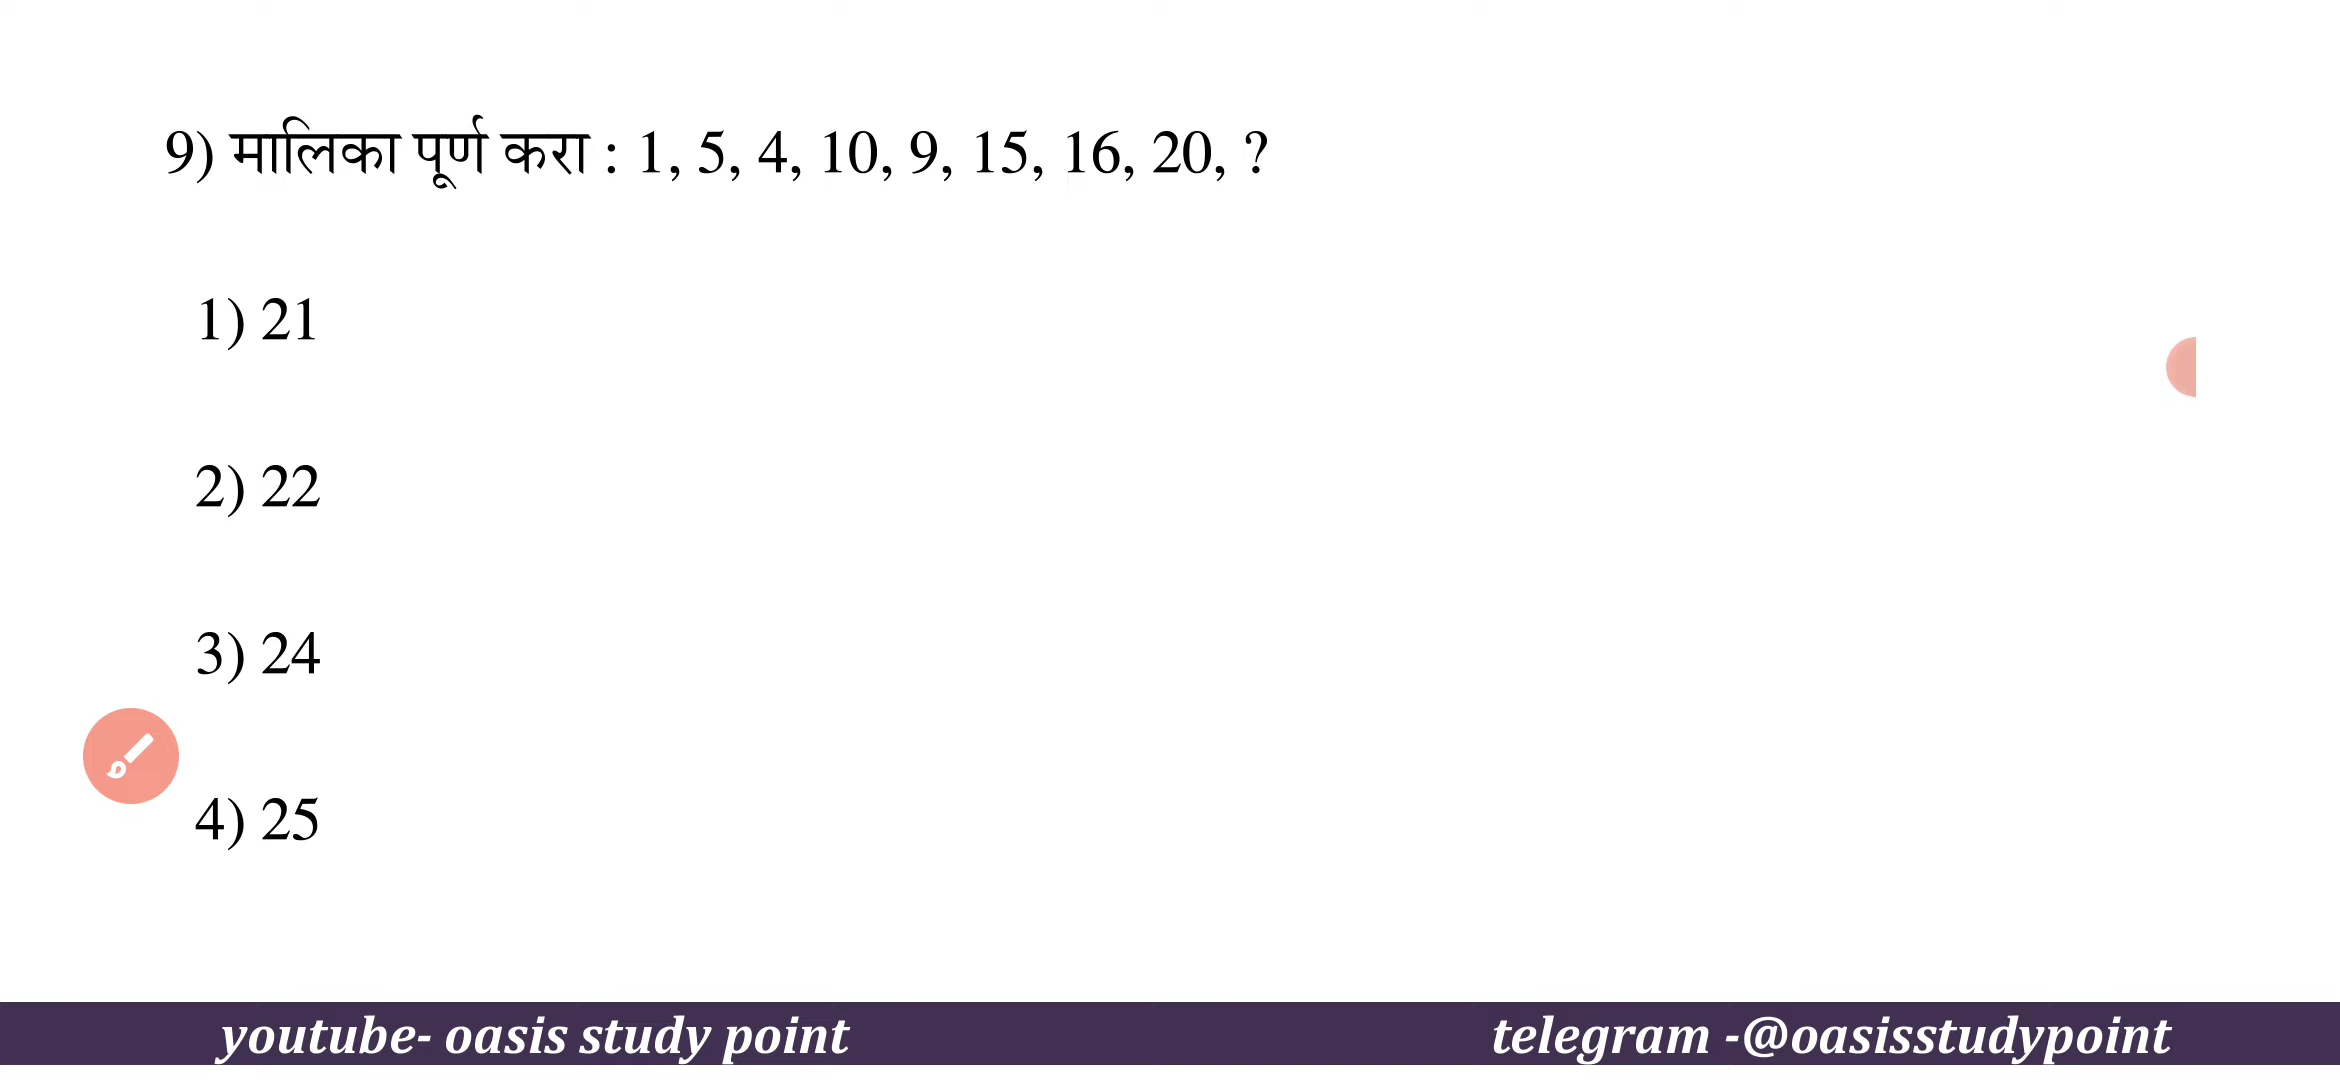 9) मालिका पूर्ण करा : 1, 5, 4, 10, 9, 15, 16, 20, ?
1) 21
2) 22
3) 24
4) 25
youtube- oasis study point
telegram -@oasisstudypoint